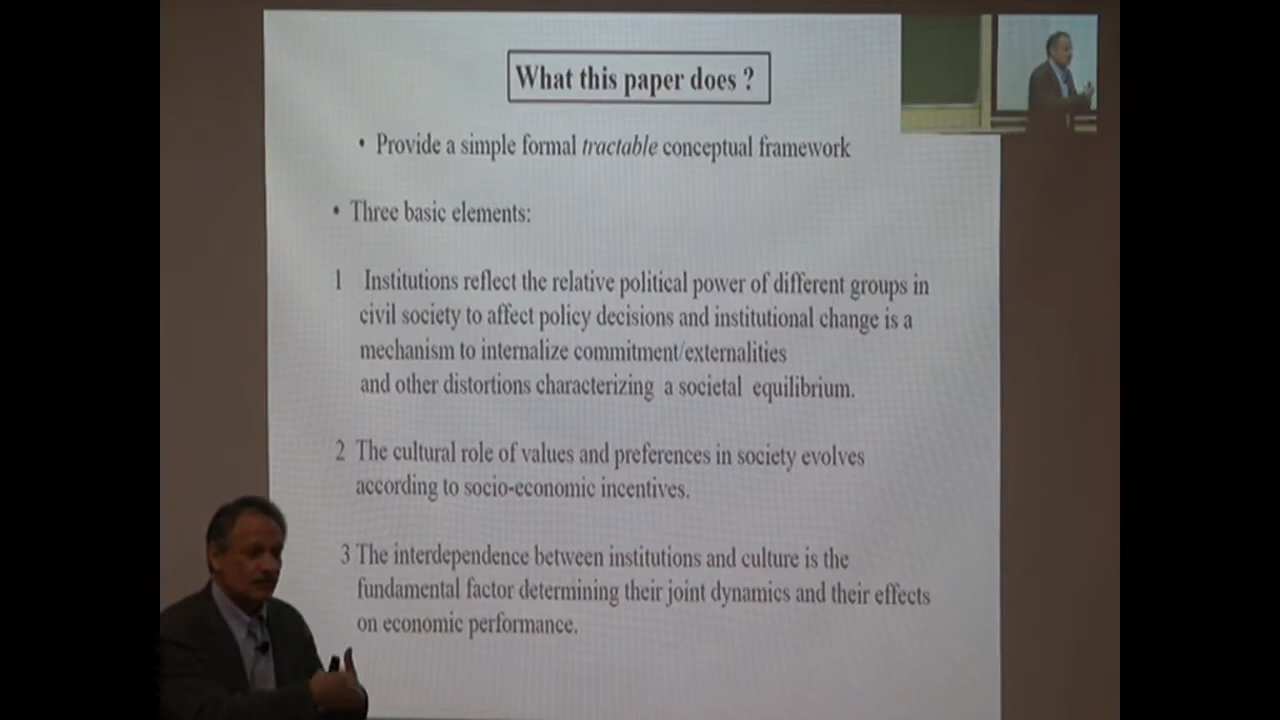 What this paper does ?
• Provide a simple formal tractable conceptual framework
• Three basic elements:
1 Institutions reflect the relative political power of different groups in
civil society to affect policy decisions and institutional change is a
mechanism to internalize commitment/externalities
and other distortions characterizing a societal equilibrium.
2 The cultural role of values and preferences in society evolves
according to socio-economic incentives.
3 The interdependence between institutions and culture is the
fundamental factor determining their joint dynamics and their effects
on economic performance.